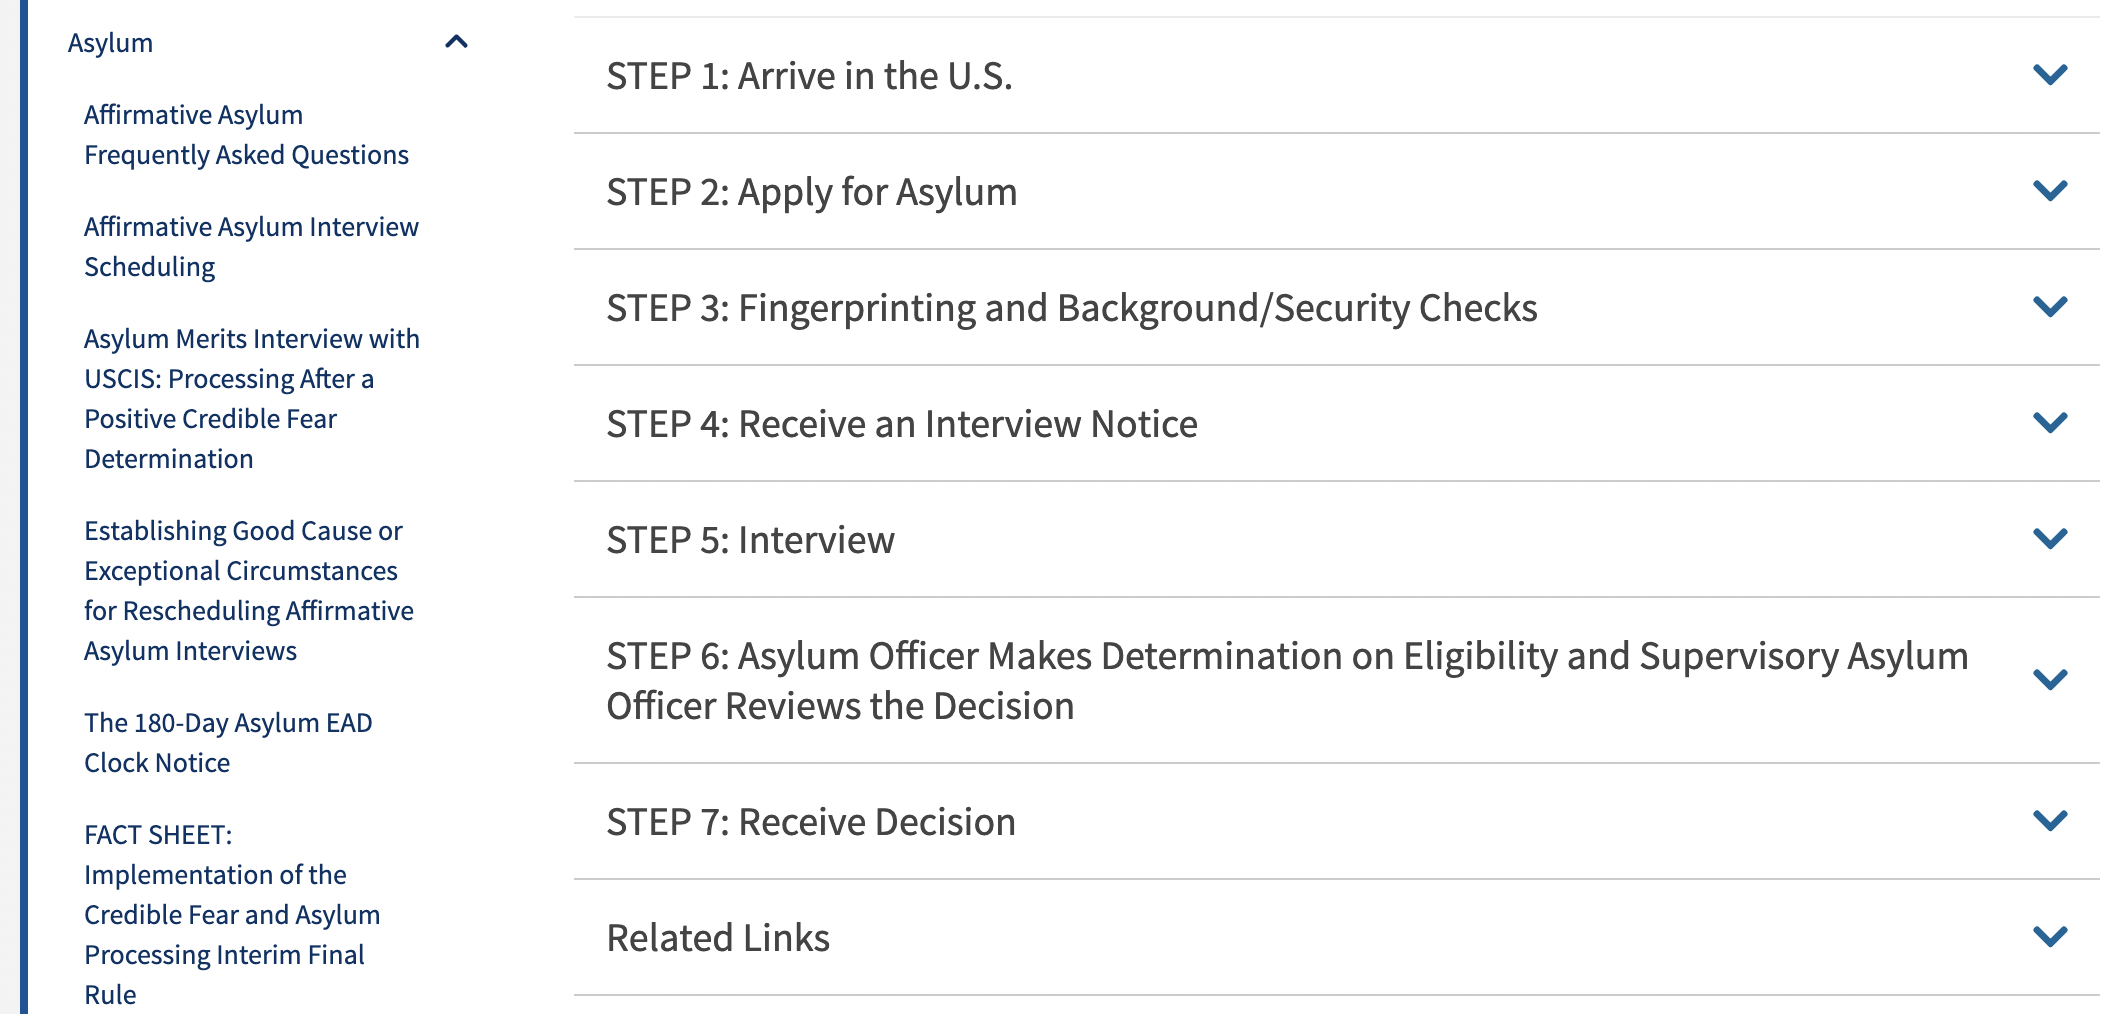 Asylum
Affirmative Asylum
Frequently Asked Questions
Affirmative Asylum Interview
Scheduling
Asylum Merits Interview with
USCIS: Processing After a
Positive Credible Fear
Determination
Establishing Good Cause or
Exceptional Circumstances
for Rescheduling Affirmative
Asylum Interviews
The 180-Day Asylum EAD
Clock Notice
FACT SHEET:
Implementation of the
Credible Fear and Asylum
Processing Interim Final
Rule
STEP 1: Arrive in the U.S.
STEP 2: Apply for Asylum
STEP 3: Fingerprinting and Background/Security Checks
STEP 4: Receive an Interview Notice
STEP 5: Interview
STEP 6: Asylum Officer Makes Determination on Eligibility and Supervisory Asylum
Officer Reviews the Decision
STEP 7: Receive Decision
Related Links